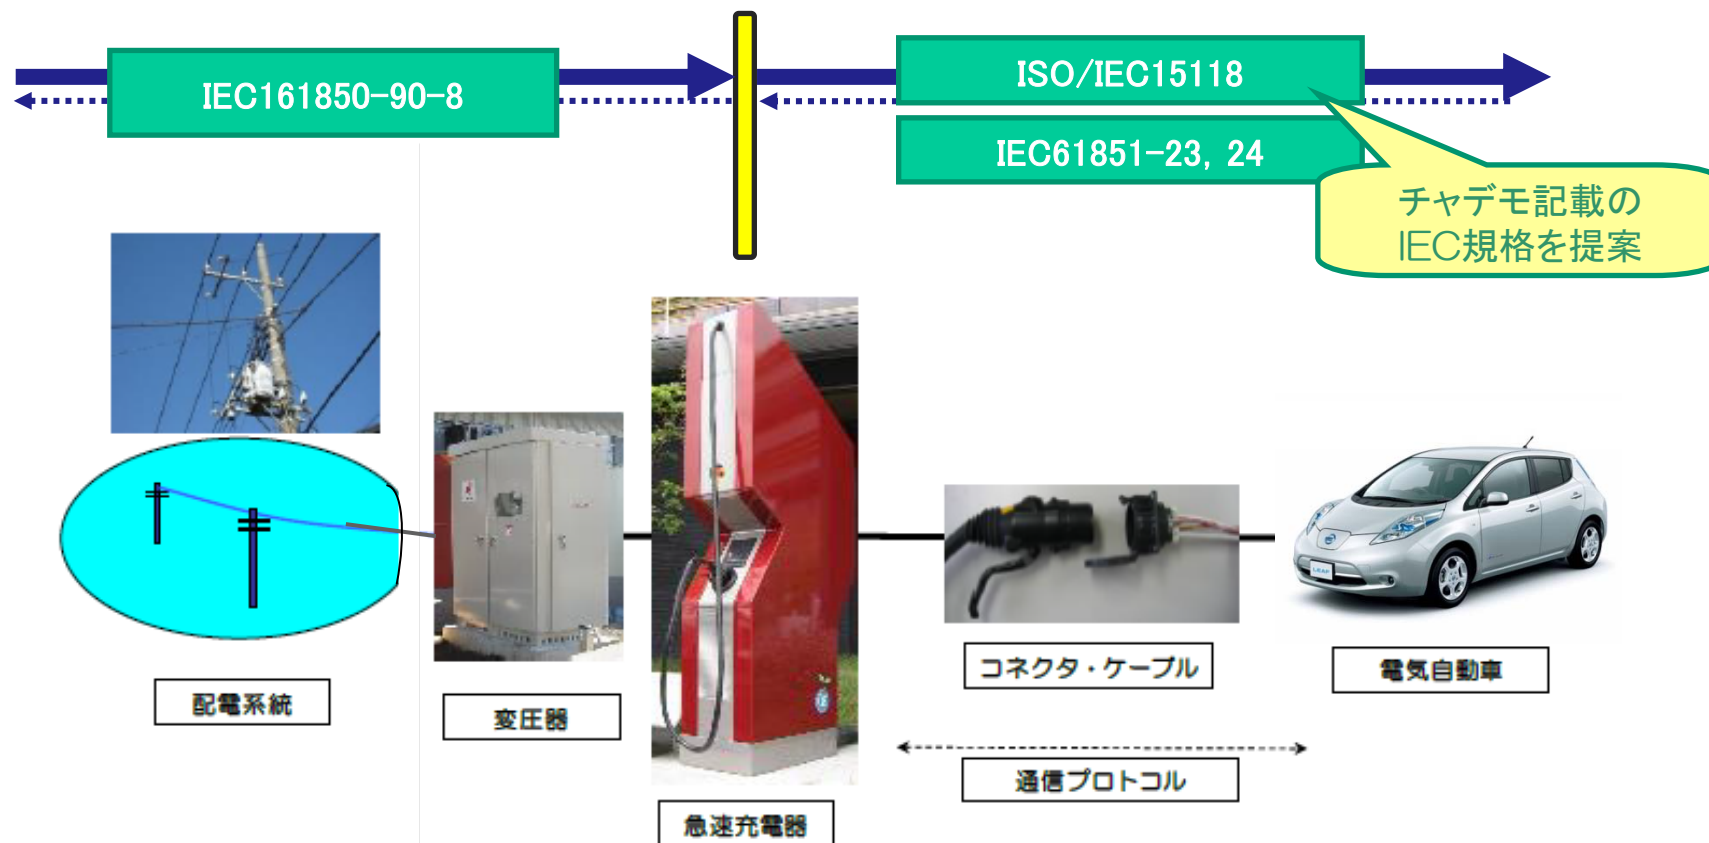 IEC161850-90-8
ISO/IEC15118
IEC61851-23, 24
チャデモ記載の
IEC規格を提案
LEAF
コネクタ・ケーブル
電気自動車
配電系統
変圧器
通信プロトコル
急速充電器